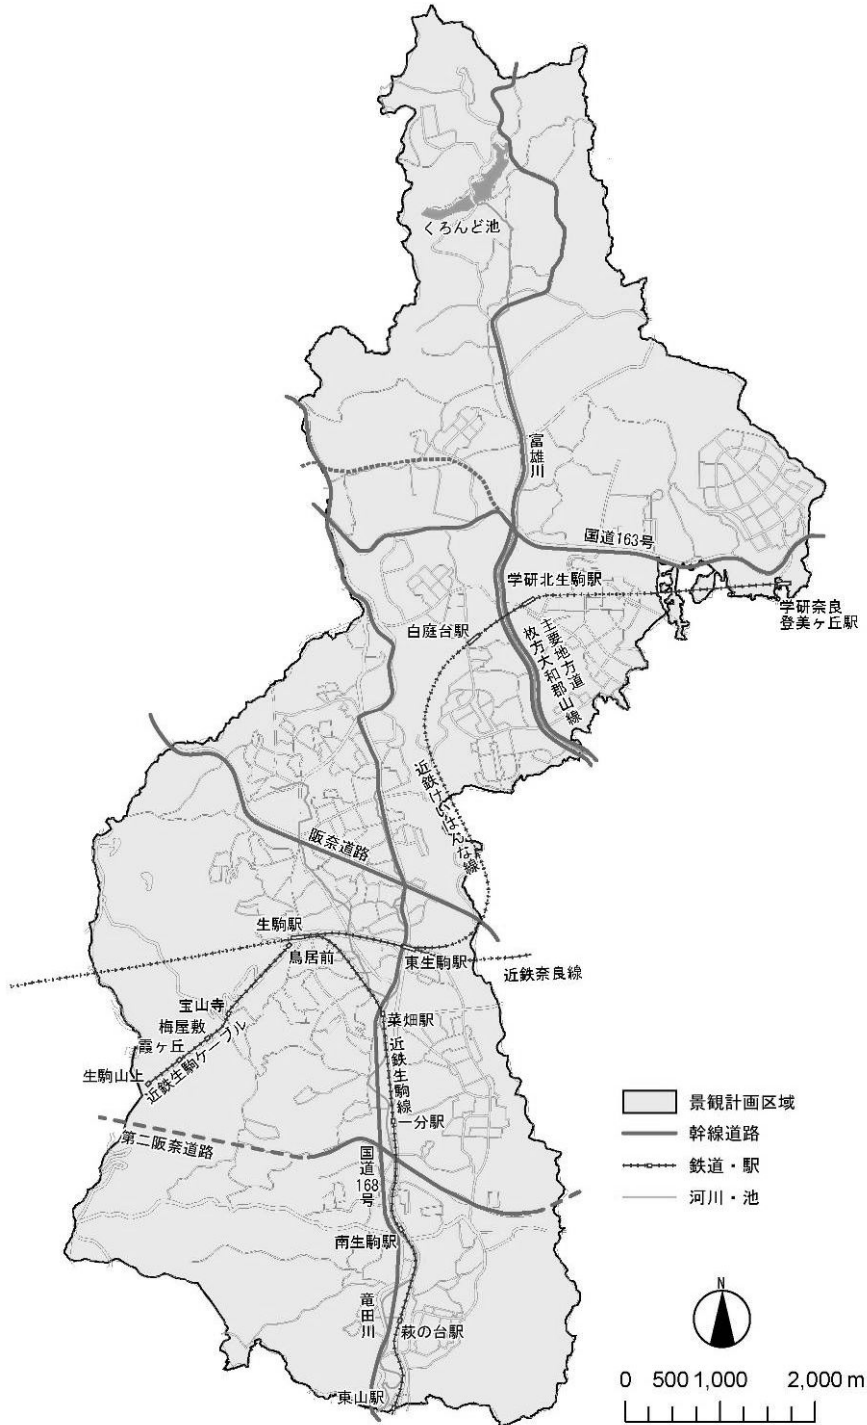 くろんど池
富雄川
国道163号
学研北生駒駅
学研奈良
登美ヶ丘駅
白庭台駅
主要地方道
枚方大和郡山線
近鉄けいはんな線
阪奈道路
生駒駅
鳥居前
東生駒駅
近鉄奈良線
宝山寺
梅屋敷
霞ヶ丘
生駒山上
近鉄生駒ケーブル
菜畑駅
近鉄生駒線
一分駅
第二阪奈道路
国道168号
南生駒駅
竜田川
萩の台駅
東山駅
景観計画区域
幹線道路
鉄道・駅
河川・池
N
0 500 1,000 2,000 m